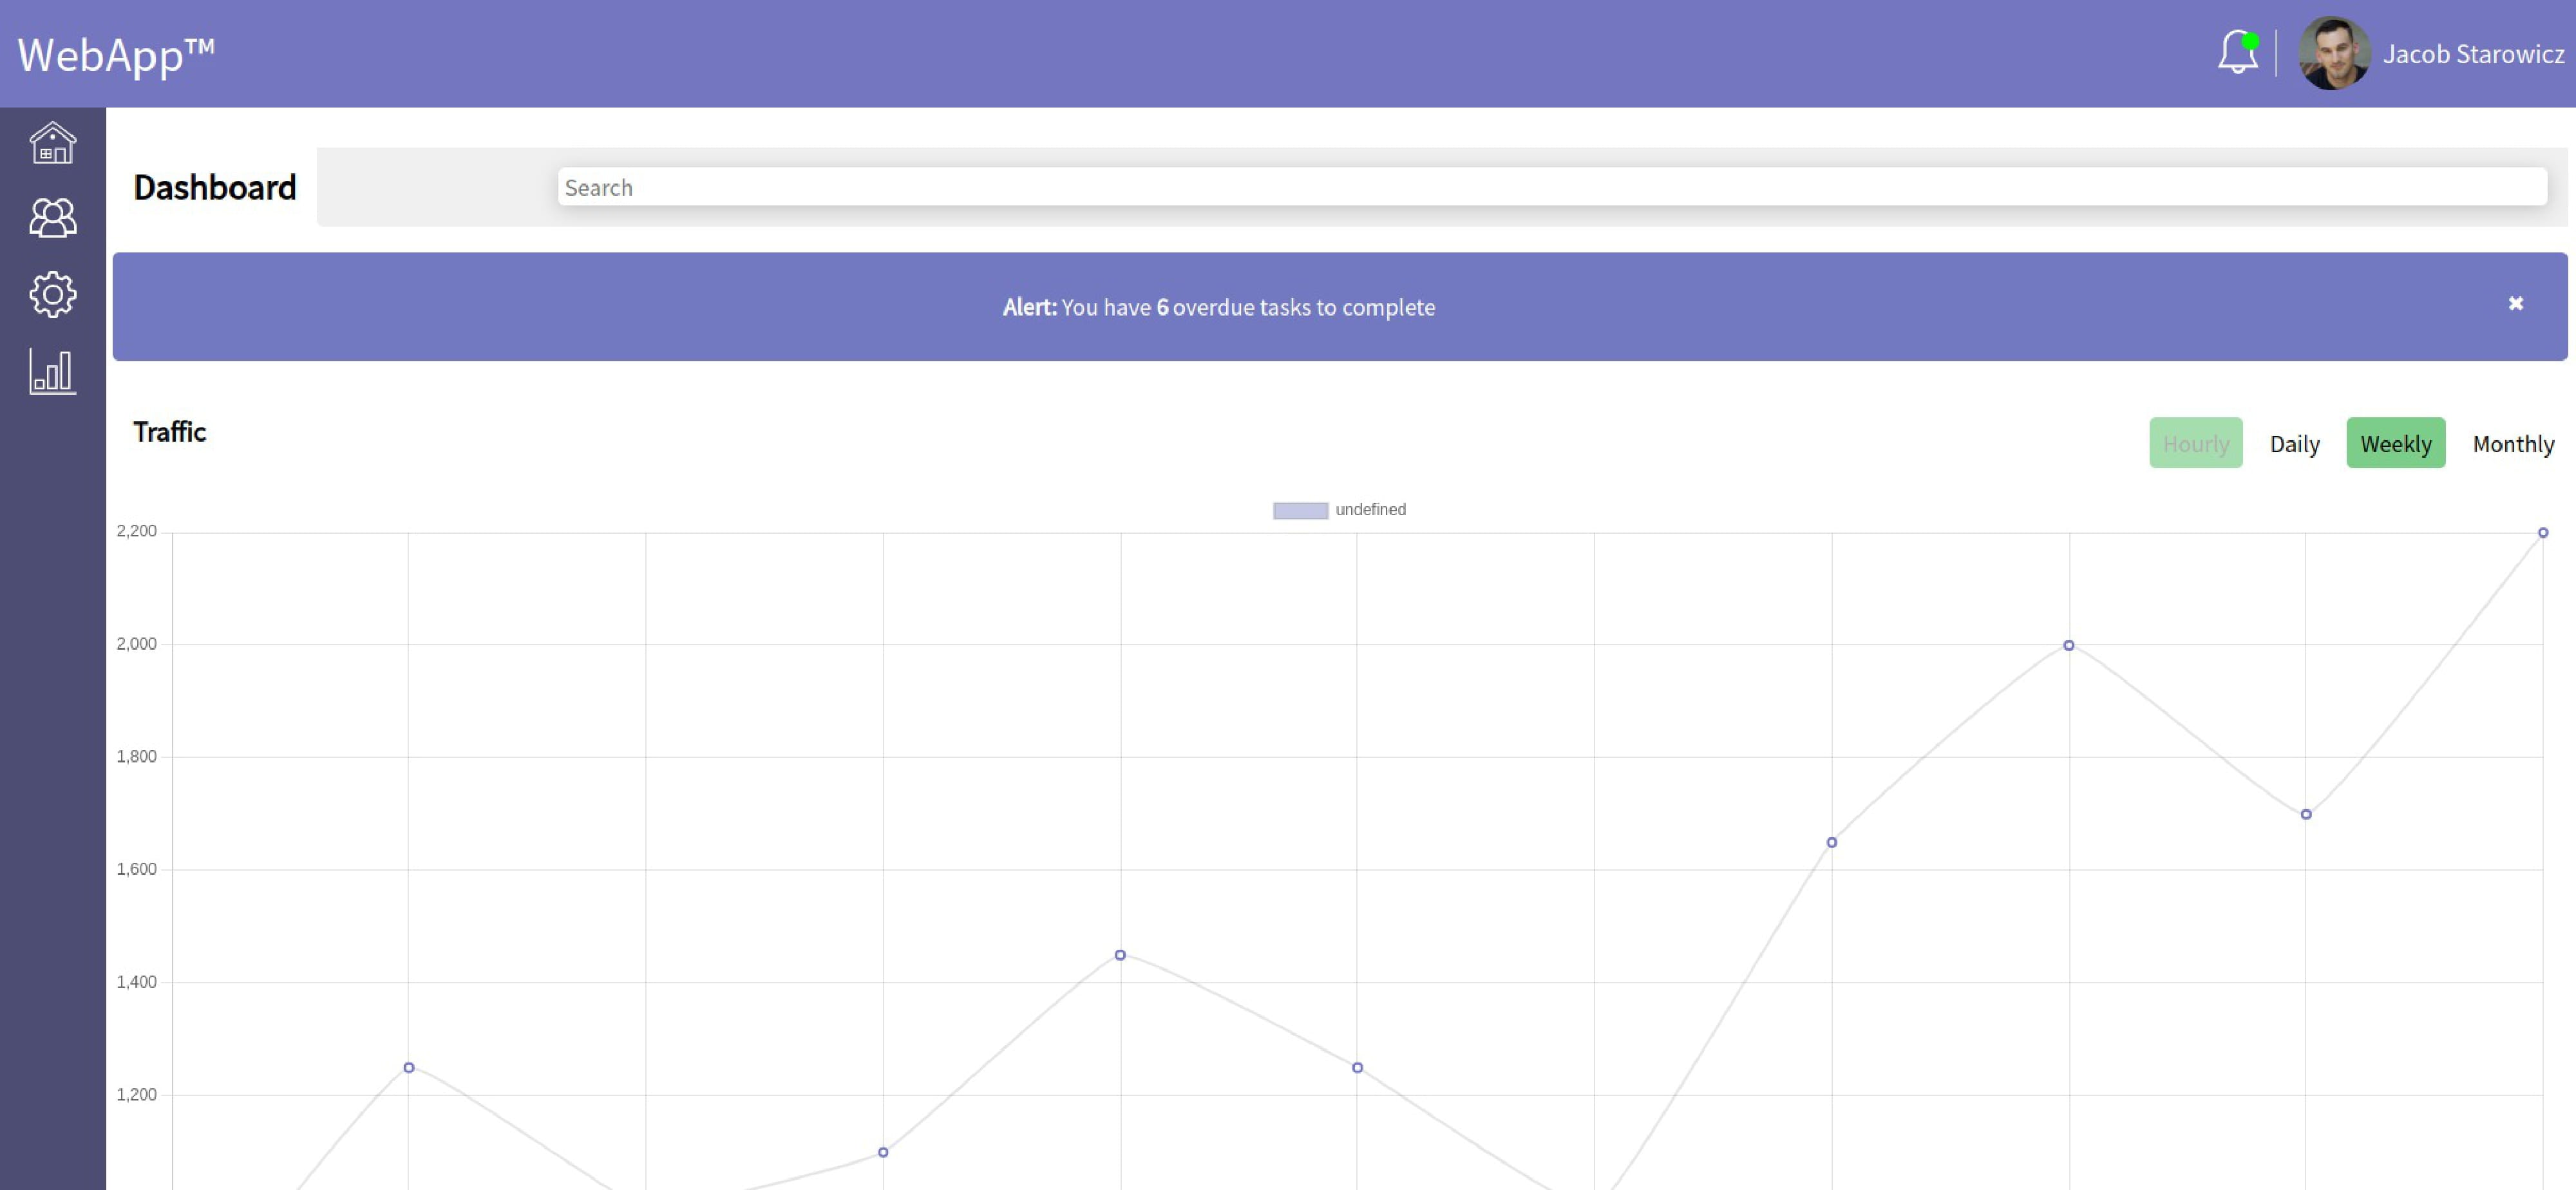 WebApp™
Jacob Starowicz
Dashboard
Search
Alert: You have 6 overdue tasks to complete
✖
Traffic
Hourly Daily Weekly Monthly
undefined
2,200
2,000
1,800
1,600
1,400
1,200